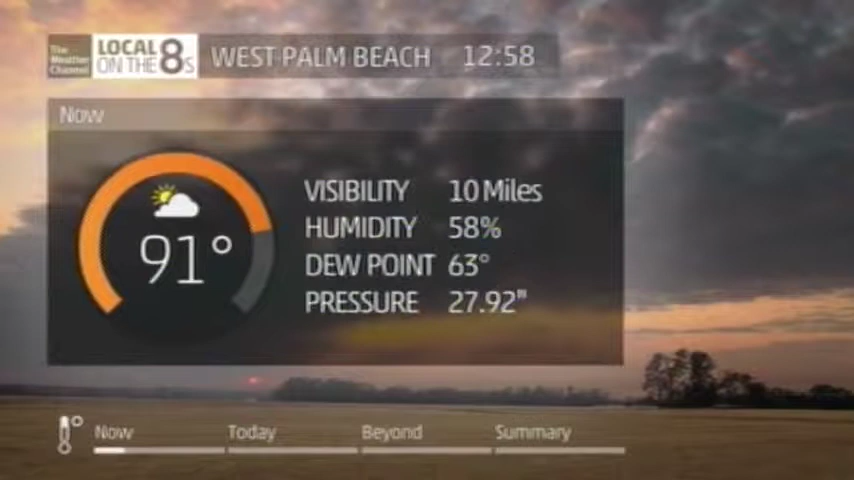 The Weather Channel
LOCAL ON THE 8s
WEST PALM BEACH 12:58
Now
91°
VISIBILITY 10 Miles
HUMIDITY 58%
DEW POINT 63°
PRESSURE 27.92"
Now Today Beyond Summary